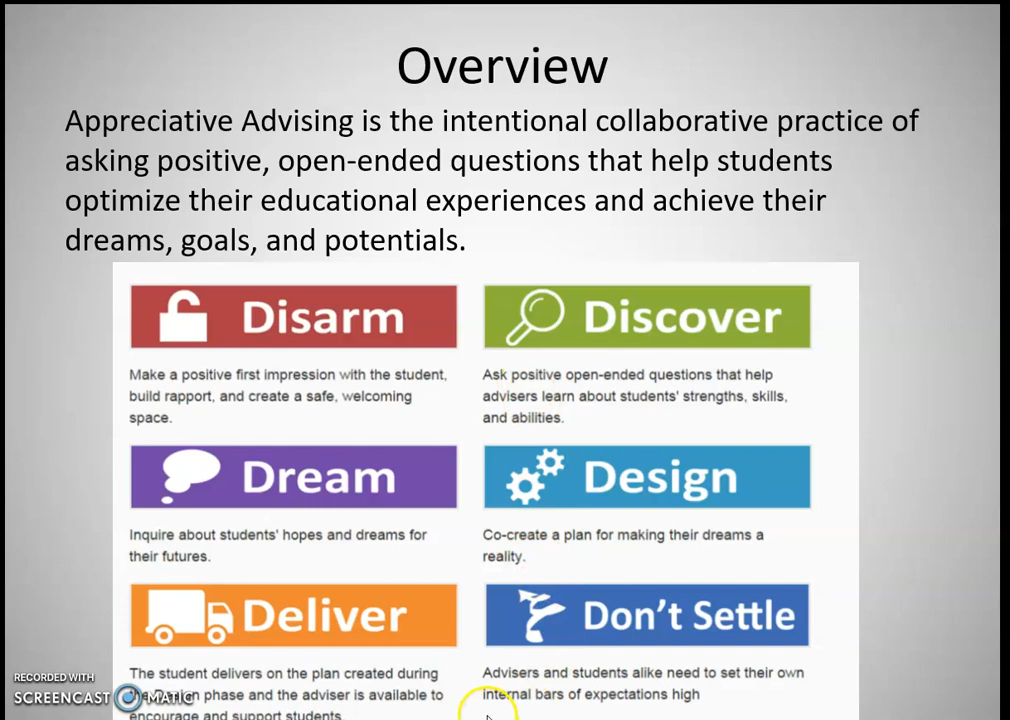 Overview
Appreciative Advising is the intentional collaborative practice of
asking positive, open-ended questions that help students
optimize their educational experiences and achieve their
dreams, goals, and potentials.
Disarm
Make a positive first impression with the student,
build rapport, and create a safe, welcoming
space.
Discover
Ask positive open-ended questions that help
advisers learn about students' strengths, skills,
and abilities.
Dream
Inquire about students' hopes and dreams for
their futures.
Design
Co-create a plan for making their dreams a
reality.
Deliver
The student delivers on the plan created during
phase and the adviser is available to
encourage and support students.
Don't Settle
Advisers and students alike need to set their own
internal bars of expectations high
RECORDED WITH
SCREENCAST MATIC